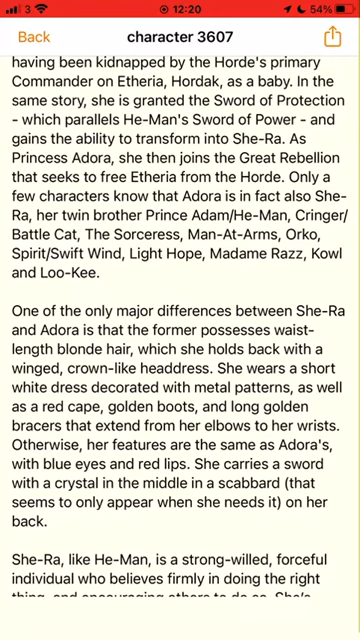 3 12:20 54%
Back character 3607
having been kidnapped by the Horde's primary
Commander on Etheria, Hordak, as a baby. In the
same story, she is granted the Sword of Protection
- which parallels He-Man's Sword of Power - and
gains the ability to transform into She-Ra. As
Princess Adora, she then joins the Great Rebellion
that seeks to free Etheria from the Horde. Only a
few characters know that Adora is in fact also She-
Ra, her twin brother Prince Adam/He-Man, Cringer/
Battle Cat, The Sorceress, Man-At-Arms, Orko,
Spirit/Swift Wind, Light Hope, Madame Razz, Kowl
and Loo-Kee.
One of the only major differences between She-Ra
and Adora is that the former possesses waist-
length blonde hair, which she holds back with a
winged, crown-like headdress. She wears a short
white dress decorated with metal patterns, as well
as a red cape, golden boots, and long golden
bracers that extend from her elbows to her wrists.
Otherwise, her features are the same as Adora's,
with blue eyes and red lips. She carries a sword
with a crystal in the middle in a scabbard (that
seems to only appear when she needs it) on her
back.
She-Ra, like He-Man, is a strong-willed, forceful
individual who believes firmly in doing the right
thing, and encouraging others to do so. She's